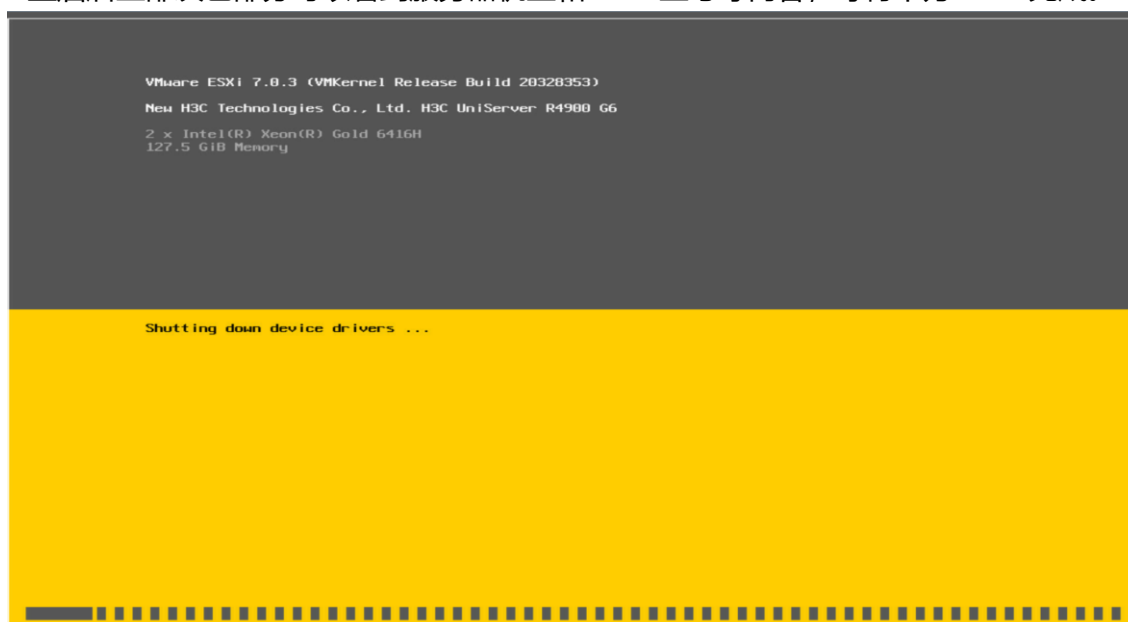 VMware ESXi 7.0.3 (VMKernel Release Build 20328353)
New H3C Technologies Co., Ltd. H3C UniServer R4900 G6
2 x Intel(R) Xeon(R) Gold 6416H
127.5 GiB Memory
Shutting down device drivers ...